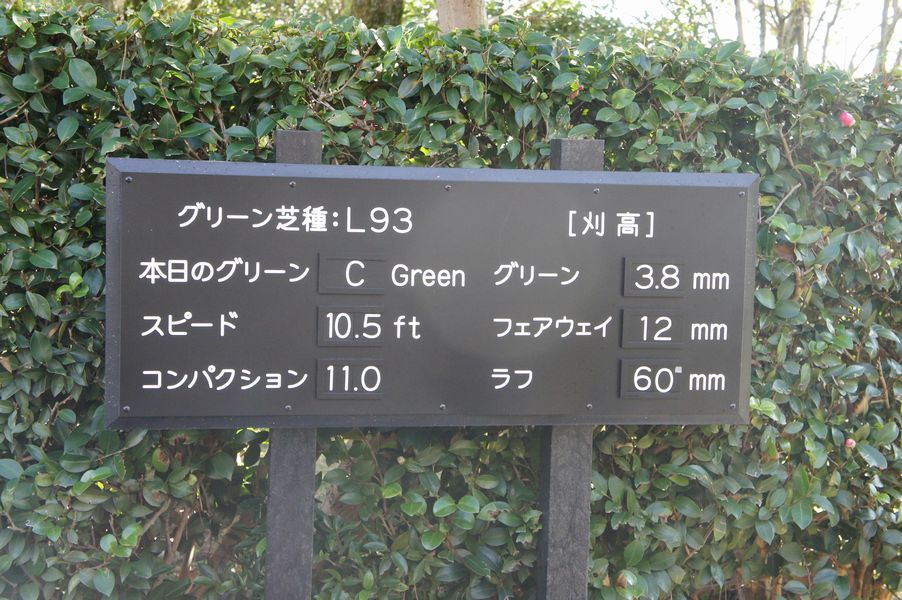 グリーン芝種:L93
本日のグリーン C Green
スピード 10.5 ft
コンパクション 11.0
[刈高]
グリーン 3.8 mm
フェアウェイ 12 mm
ラフ 60 mm